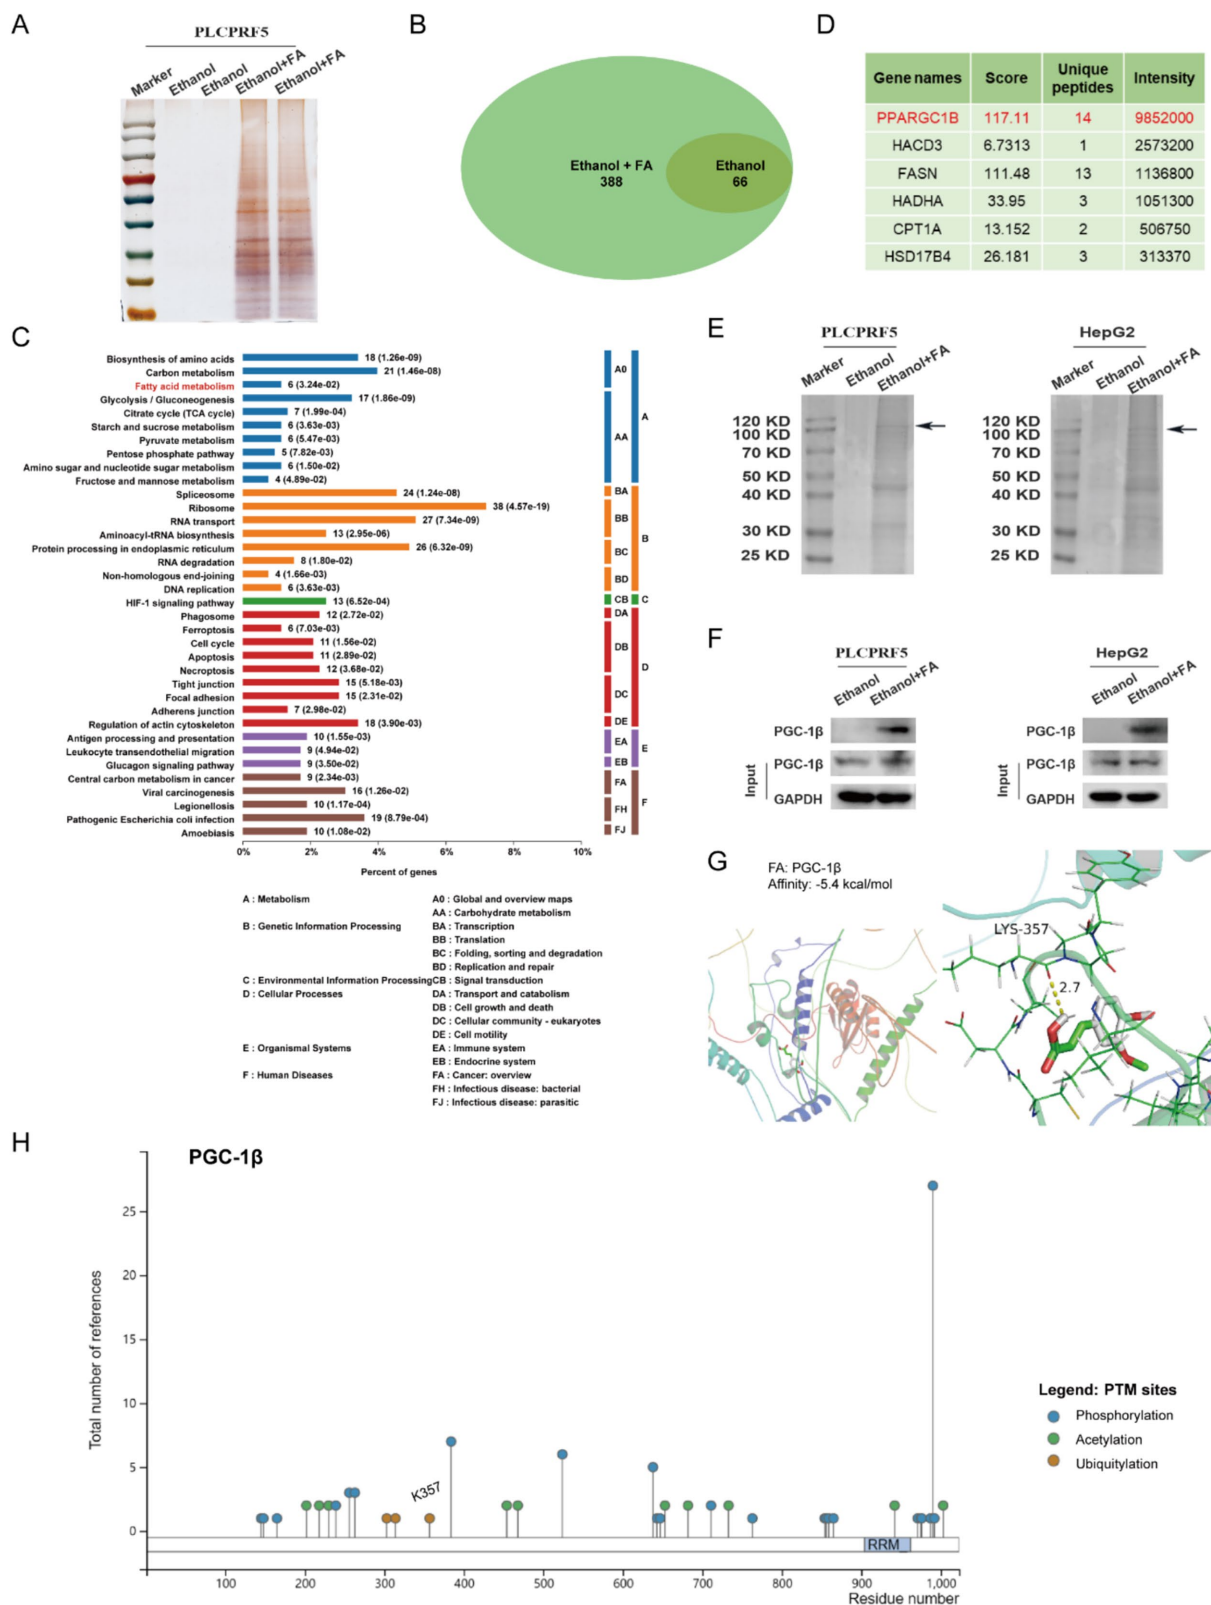 A
PLCPRF5
Marker
Ethanol
Ethanol
Ethanol+FA
Ethanol+FA
B
Ethanol + FA
388
Ethanol
66
D
Gene names Score Unique peptides Intensity
PPARGC1B 117.11 14 9852000
HACD3 6.7313 1 2573200
FASN 111.48 13 1136800
HADHA 33.95 3 1051300
CPT1A 13.152 2 506750
HSD17B4 26.181 3 313370
C
Biosynthesis of amino acids 18 (1.26e-09)
Carbon metabolism 21 (1.46e-08)
Fatty acid metabolism 6 (3.24e-02)
Glycolysis / Gluconeogenesis 17 (1.86e-09)
Citrate cycle (TCA cycle) 7 (1.99e-04)
Starch and sucrose metabolism 6 (3.63e-03)
Pyruvate metabolism 6 (5.47e-03)
Pentose phosphate pathway 5 (7.82e-03)
Amino sugar and nucleotide sugar metabolism 6 (1.50e-02)
Fructose and mannose metabolism 4 (4.89e-02)
Spliceosome 24 (1.24e-08)
Ribosome 38 (4.57e-19)
RNA transport 27 (7.34e-09)
Aminoacyl-tRNA biosynthesis 13 (2.95e-06)
Protein processing in endoplasmic reticulum 26 (6.32e-09)
RNA degradation 8 (1.80e-02)
Non-homologous end-joining 4 (1.66e-03)
DNA replication 6 (3.63e-03)
HIF-1 signaling pathway 13 (6.52e-04)
Phagosome 12 (2.72e-02)
Ferroptosis 6 (7.03e-03)
Cell cycle 11 (1.56e-02)
Apoptosis 11 (2.89e-02)
Necroptosis 12 (3.68e-02)
Tight junction 15 (5.18e-03)
Focal adhesion 15 (2.31e-02)
Adherens junction 7 (2.98e-02)
Regulation of actin cytoskeleton 18 (3.90e-03)
Antigen processing and presentation 10 (1.55e-03)
Leukocyte transendothelial migration 9 (4.94e-02)
Glucagon signaling pathway 9 (3.50e-02)
Central carbon metabolism in cancer 9 (2.34e-03)
Viral carcinogenesis 16 (1.26e-02)
Legionellosis 10 (1.17e-04)
Pathogenic Escherichia coli infection 19 (8.79e-04)
Amoebiasis 10 (1.08e-02)
A0
AA
BA
BB
BC
BD
CB
DA
DB
DC
DE
EA
EB
FA
FH
FJ
A
B
C
D
E
F
0% 2% 4% 6% 8% 10%
Percent of genes
A : Metabolism A0 : Global and overview maps
AA : Carbohydrate metabolism
B : Genetic Information Processing BA : Transcription
BB : Translation
BC : Folding, sorting and degradation
BD : Replication and repair
C : Environmental Information Processing CB : Signal transduction
D : Cellular Processes DA : Transport and catabolism
DB : Cell growth and death
DC : Cellular community - eukaryotes
DE : Cell motility
E : Organismal Systems EA : Immune system
EB : Endocrine system
F : Human Diseases FA : Cancer: overview
FH : Infectious disease: bacterial
FJ : Infectious disease: parasitic
E
PLCPRF5
Marker
Ethanol
Ethanol+FA
120 KD
100 KD
70 KD
50 KD
40 KD
30 KD
25 KD
HepG2
Marker
Ethanol
Ethanol+FA
120 KD
100 KD
70 KD
50 KD
40 KD
30 KD
25 KD
F
PLCPRF5
Ethanol
Ethanol+FA
PGC-1β
Input
PGC-1β
GAPDH
HepG2
Ethanol
Ethanol+FA
PGC-1β
Input
PGC-1β
GAPDH
G
FA: PGC-1β
Affinity: -5.4 kcal/mol
LYS-357
2.7
H
PGC-1β
Total number of references
25
20
15
10
5
0
K357
RRM
100 200 300 400 500 600 700 800 900 1,000
Residue number
Legend: PTM sites
Phosphorylation
Acetylation
Ubiquitylation